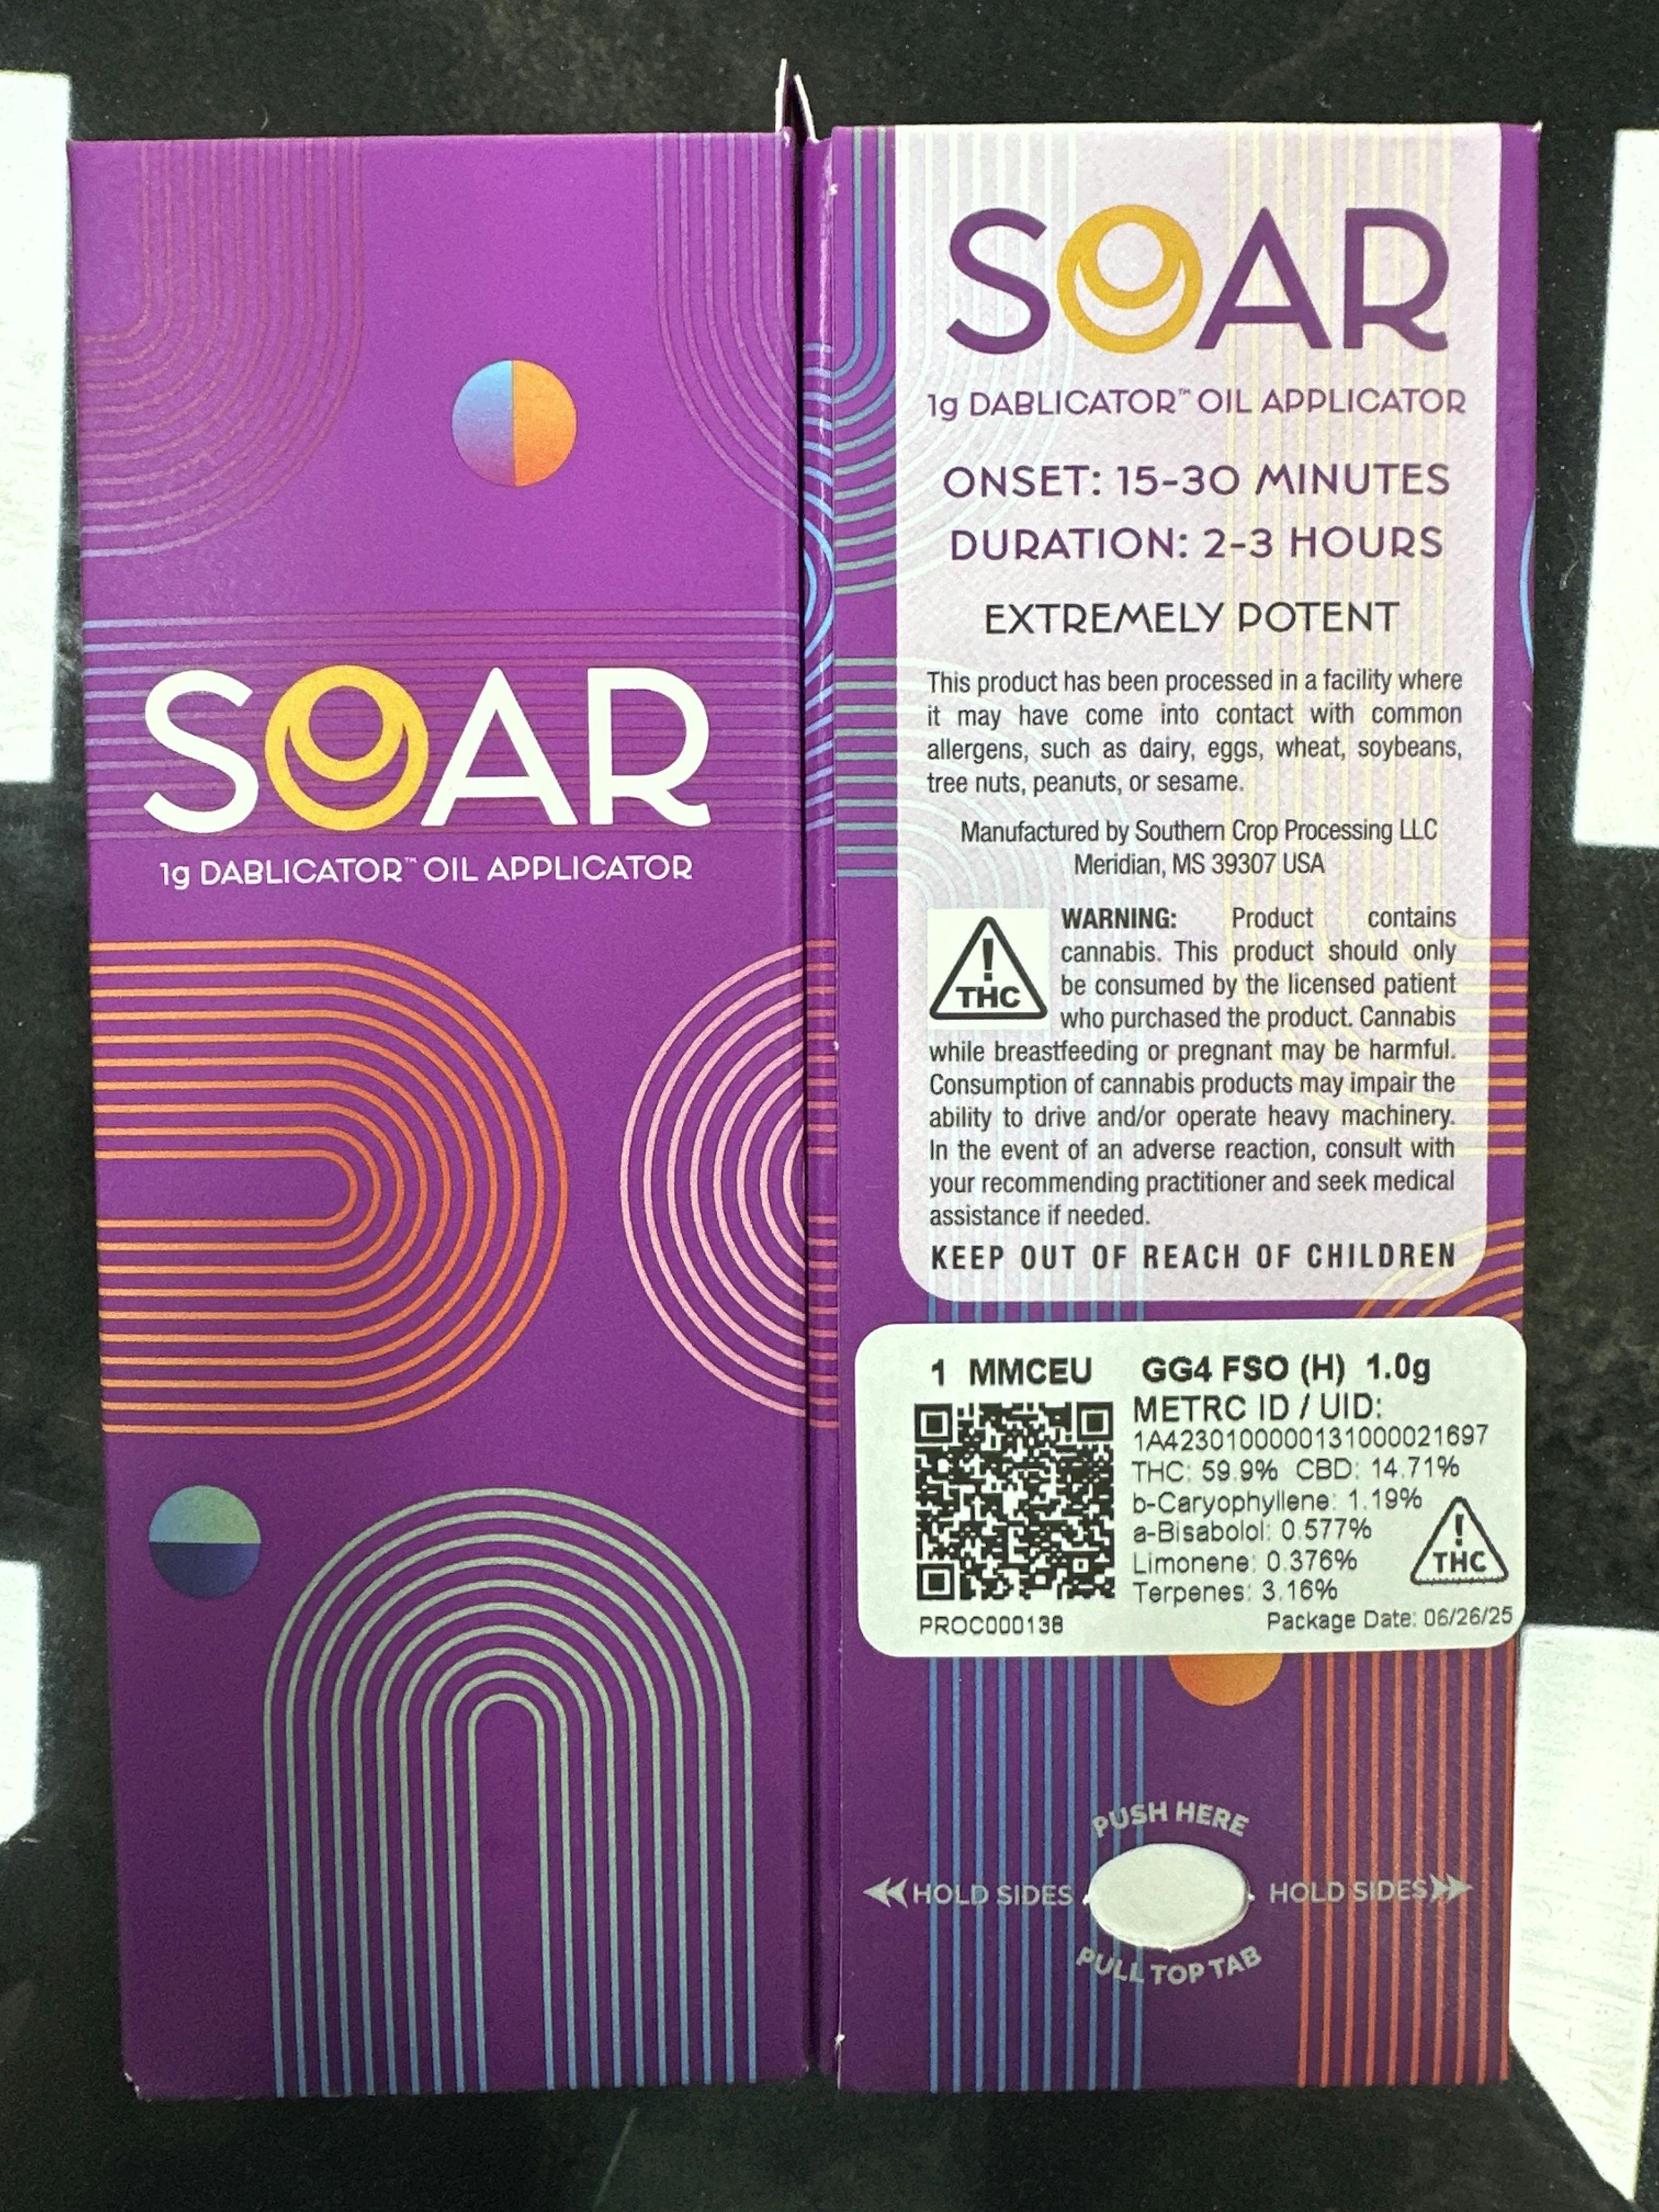 SOAR
1g DABLICATOR™ OIL APPLICATOR
SOAR
1g DABLICATOR™ OIL APPLICATOR
ONSET: 15-30 MINUTES
DURATION: 2-3 HOURS
EXTREMELY POTENT
This product has been processed in a facility where
it may have come into contact with common
allergens, such as dairy, eggs, wheat, soybeans,
tree nuts, peanuts, or sesame.
Manufactured by Southern Crop Processing LLC
Meridian, MS 39307 USA
! THC
WARNING: Product contains
cannabis. This product should only
be consumed by the licensed patient
who purchased the product. Cannabis
while breastfeeding or pregnant may be harmful.
Consumption of cannabis products may impair the
ability to drive and/or operate heavy machinery.
In the event of an adverse reaction, consult with
your recommending practitioner and seek medical
assistance if needed.
KEEP OUT OF REACH OF CHILDREN
1 MMCEU GG4 FSO (H) 1.0g
METRC ID / UID:
1A4230100000131000021697
THC: 59.9% CBD: 14.71%
b-Caryophyllene: 1.19%
a-Bisabolol: 0.577%
Limonene: 0.376%
Terpenes: 3.16%
! THC
PROC000138 Package Date: 06/26/25
PUSH HERE
HOLD SIDES HOLD SIDES
PULL TOP TAB